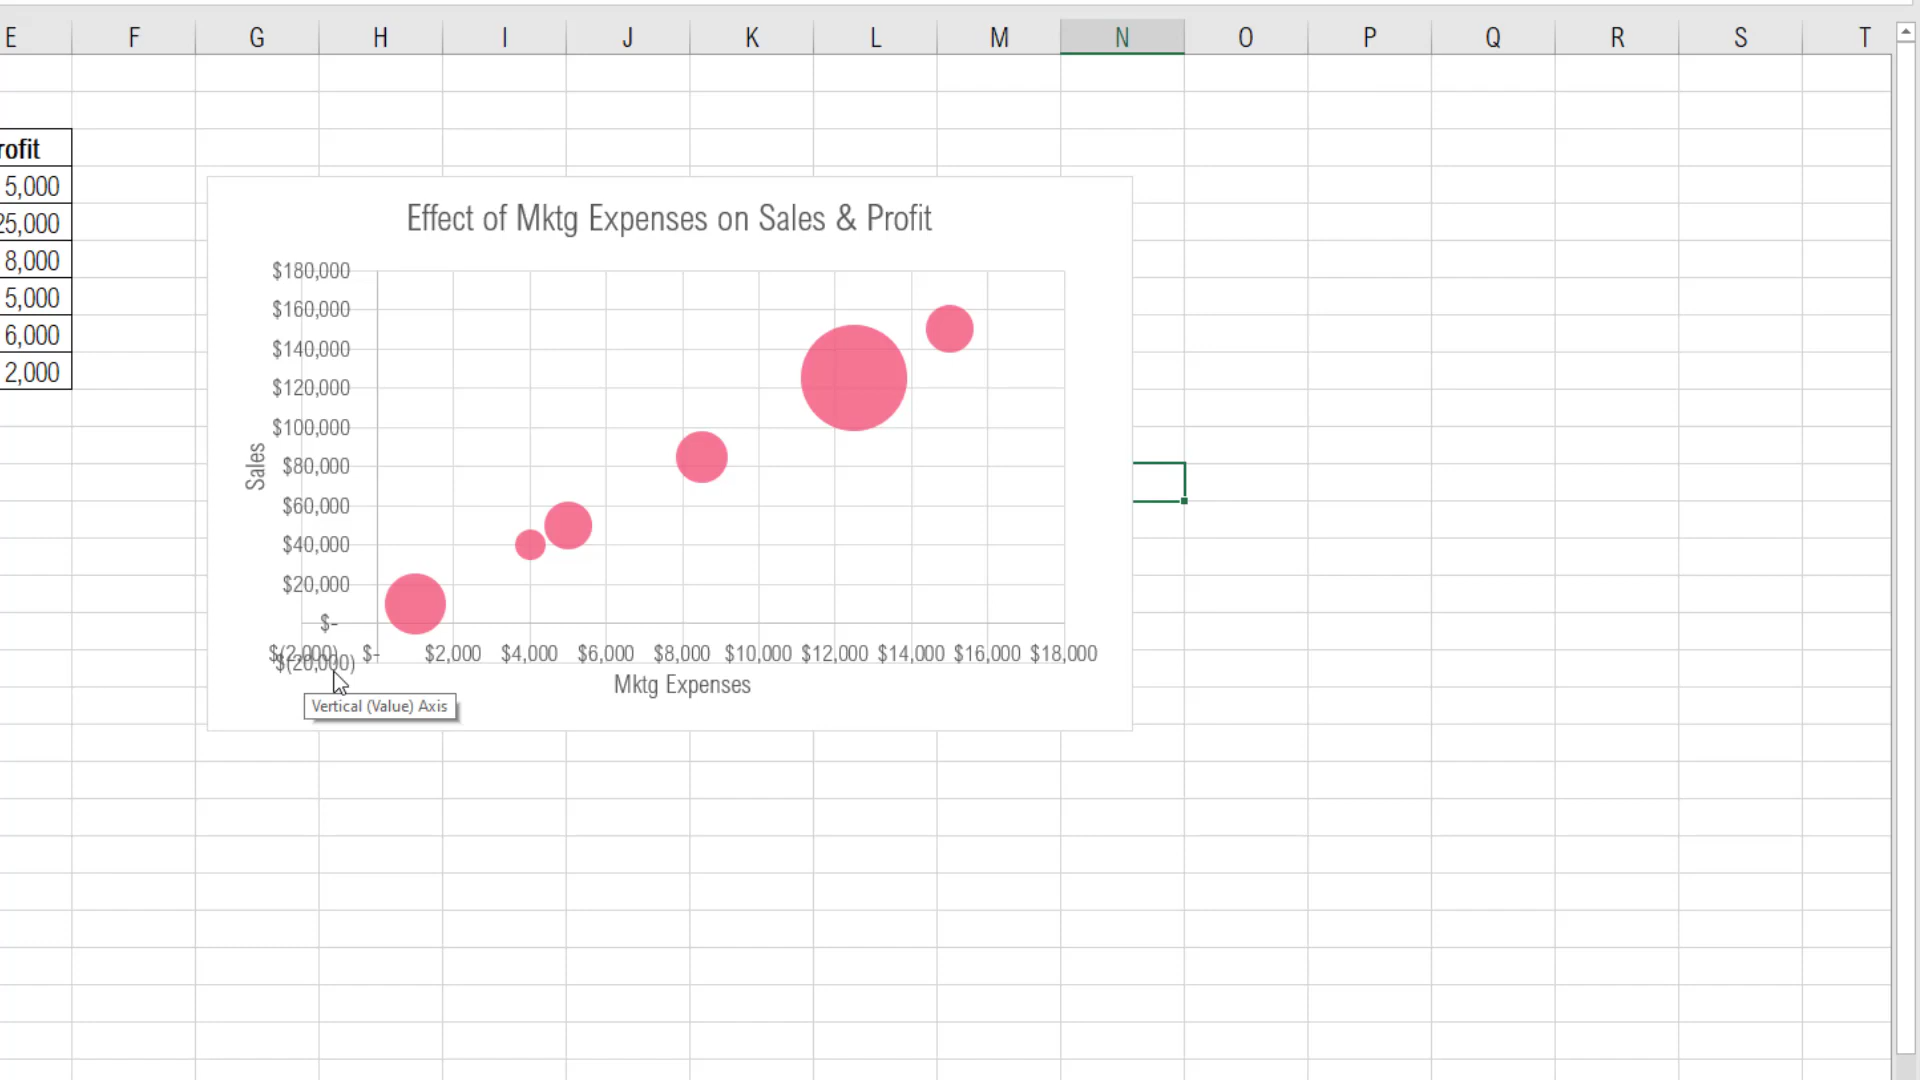 E F G H I J K L M N O P Q R S T
rofit
5,000
25,000
8,000
5,000
6,000
2,000
Effect of Mktg Expenses on Sales & Profit
$180,000
$160,000
$140,000
$120,000
$100,000
$80,000
$60,000
$40,000
$20,000
$-
$(20,000)
Sales
$(2,000) $- $2,000 $4,000 $6,000 $8,000 $10,000 $12,000 $14,000 $16,000 $18,000
Mktg Expenses
Vertical (Value) Axis